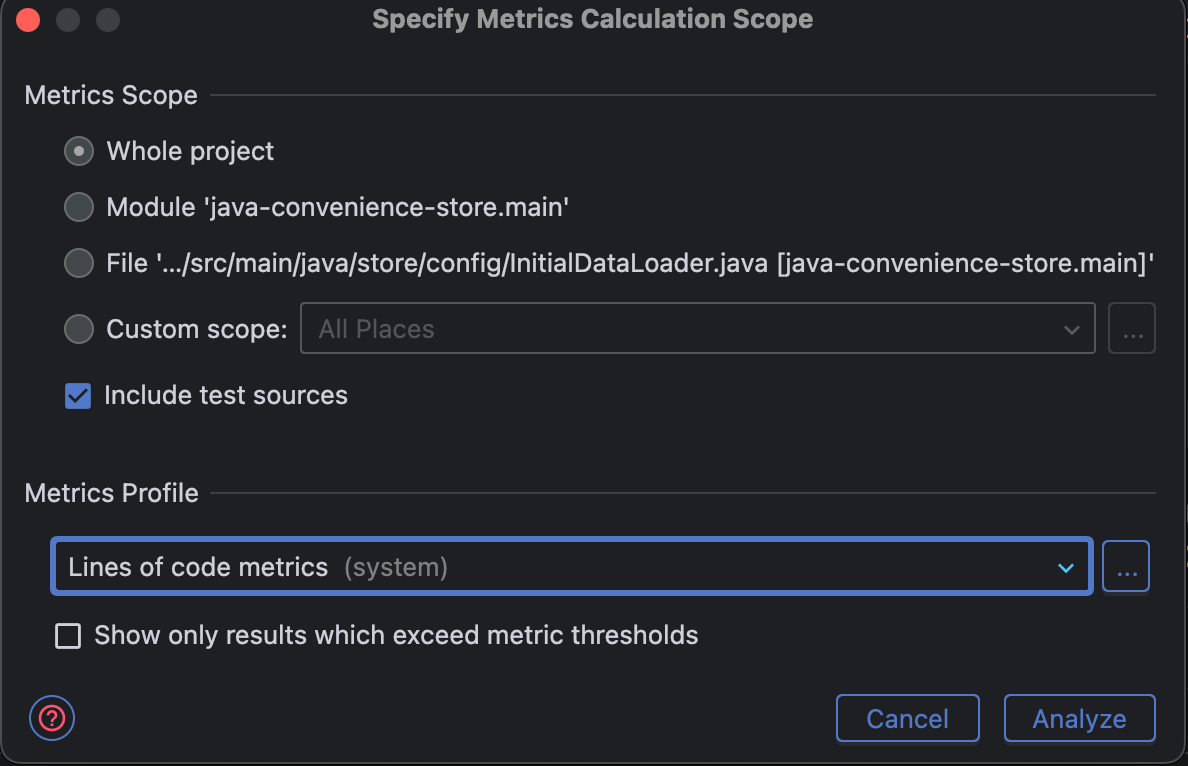 Specify Metrics Calculation Scope
Metrics Scope
Whole project
Module 'java-convenience-store.main'
File '.../src/main/java/store/config/InitialDataLoader.java [java-convenience-store.main]'
Custom scope: All Places ...
Include test sources
Metrics Profile
Lines of code metrics (system) ...
Show only results which exceed metric thresholds
? Cancel Analyze